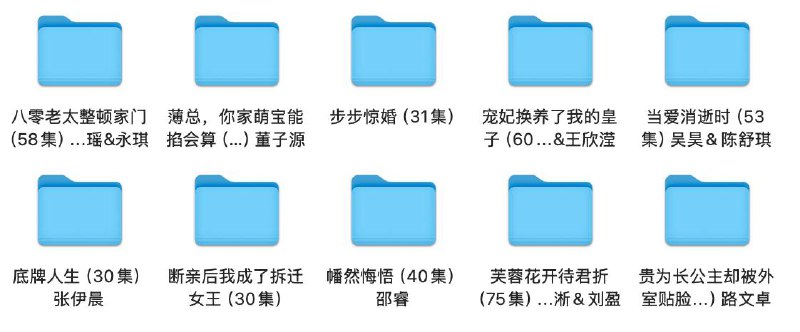 八零老太整顿家门
(58集) ...瑶&永琪
薄总，你家萌宝能
掐会算 (...) 董子源
步步惊婚 (31集)
宠妃换养了我的皇
子 (60 ...&王欣滢
当爱消逝时 (53
集) 吴昊&陈舒琪
底牌人生 (30集)
张伊晨
断亲后我成了拆迁
女王 (30集)
幡然悔悟 (40集)
邵睿
芙蓉花开待君折
(75集) ...淅&刘盈
贵为长公主却被外
室贴脸...) 路文卓